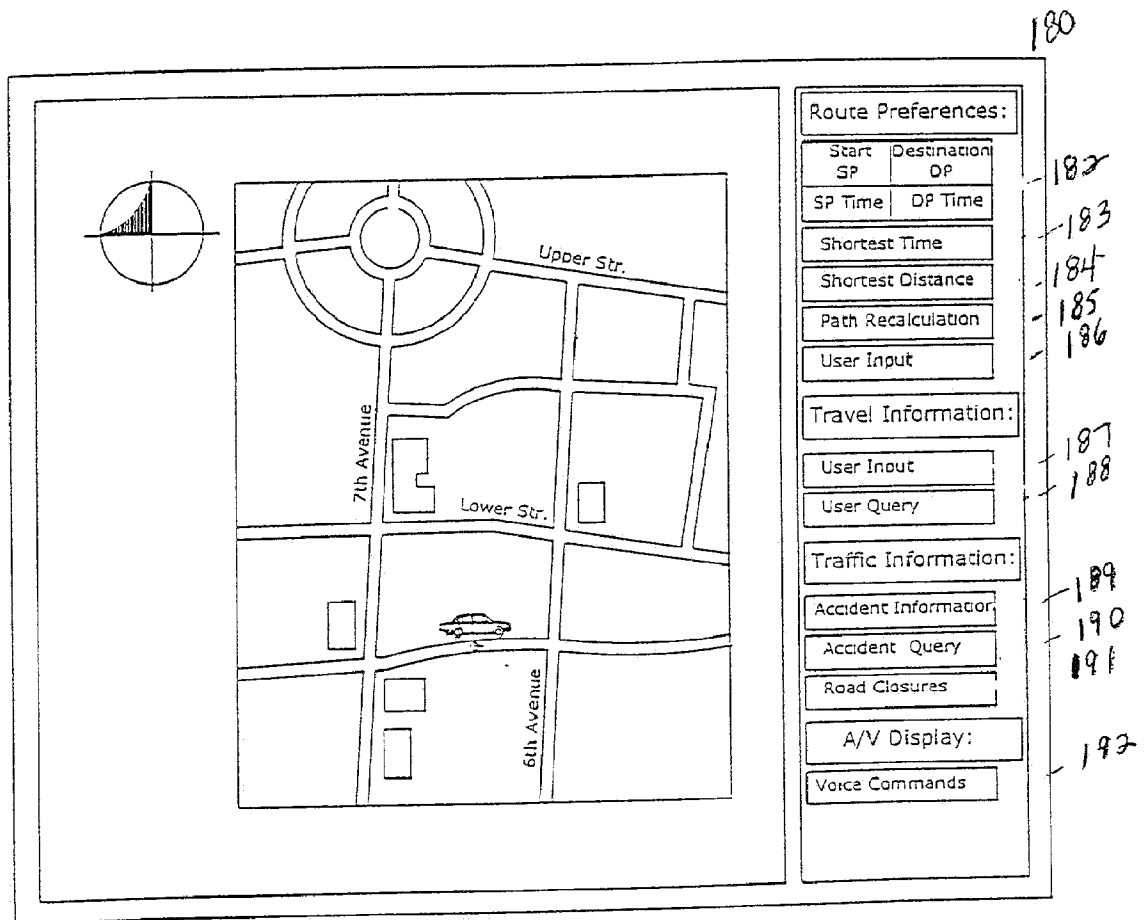 180
Route Preferences:
Start Destination
SP DP
SP Time DP Time
182
Shortest Time
183
Shortest Distance
184
Path Recalculation
185
User Input
186
Travel Information:
User Input
187
User Query
188
Traffic Information:
Accident Information
189
Accident Query
190
Road Closures
191
A/V Display:
Voice Commands
192
Upper Str.
7th Avenue
Lower Str.
6th Avenue